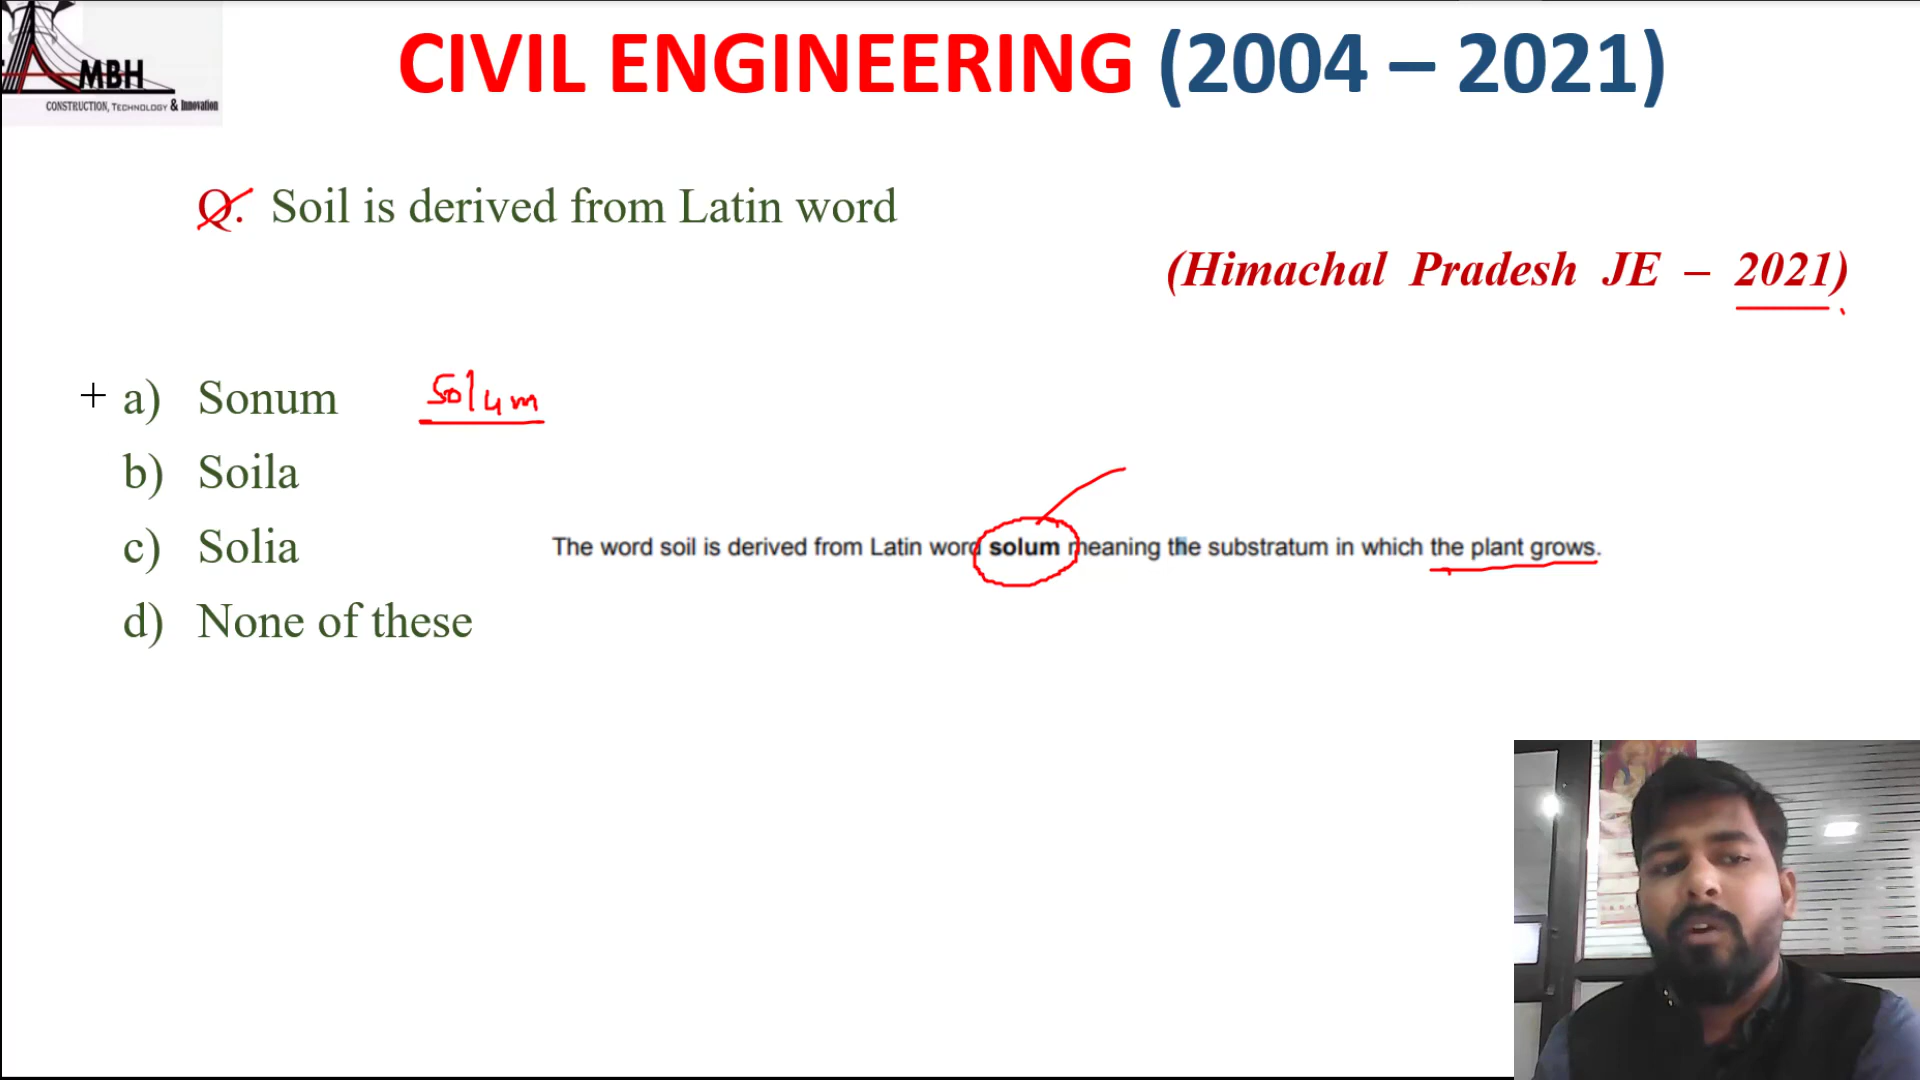 MBH
CONSTRUCTION, TECHNOLOGY & Innovation
CIVIL ENGINEERING (2004 – 2021)
Q. Soil is derived from Latin word
(Himachal Pradesh JE – 2021)
a) Sonum
Solum
b) Soila
c) Solia
The word soil is derived from Latin word solum meaning the substratum in which the plant grows.
d) None of these